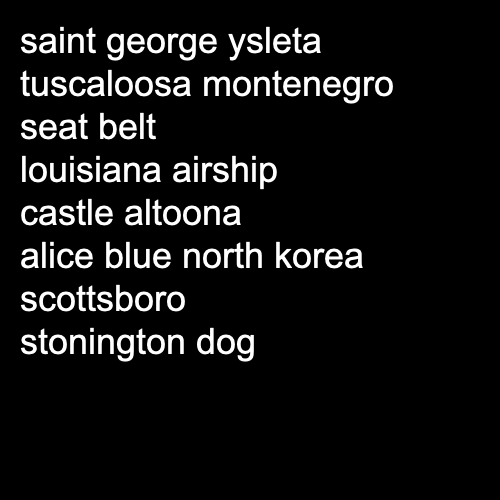 saint george ysleta
tuscaloosa montenegro
seat belt
louisiana airship
castle altoona
alice blue north korea
scottsboro
stonington dog